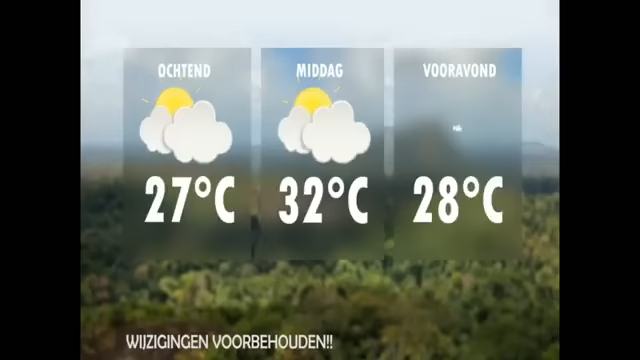 OCHTEND MIDDAG VOORAVOND
27°C 32°C 28°C
WIJZIGINGEN VOORBEHOUDEN!!